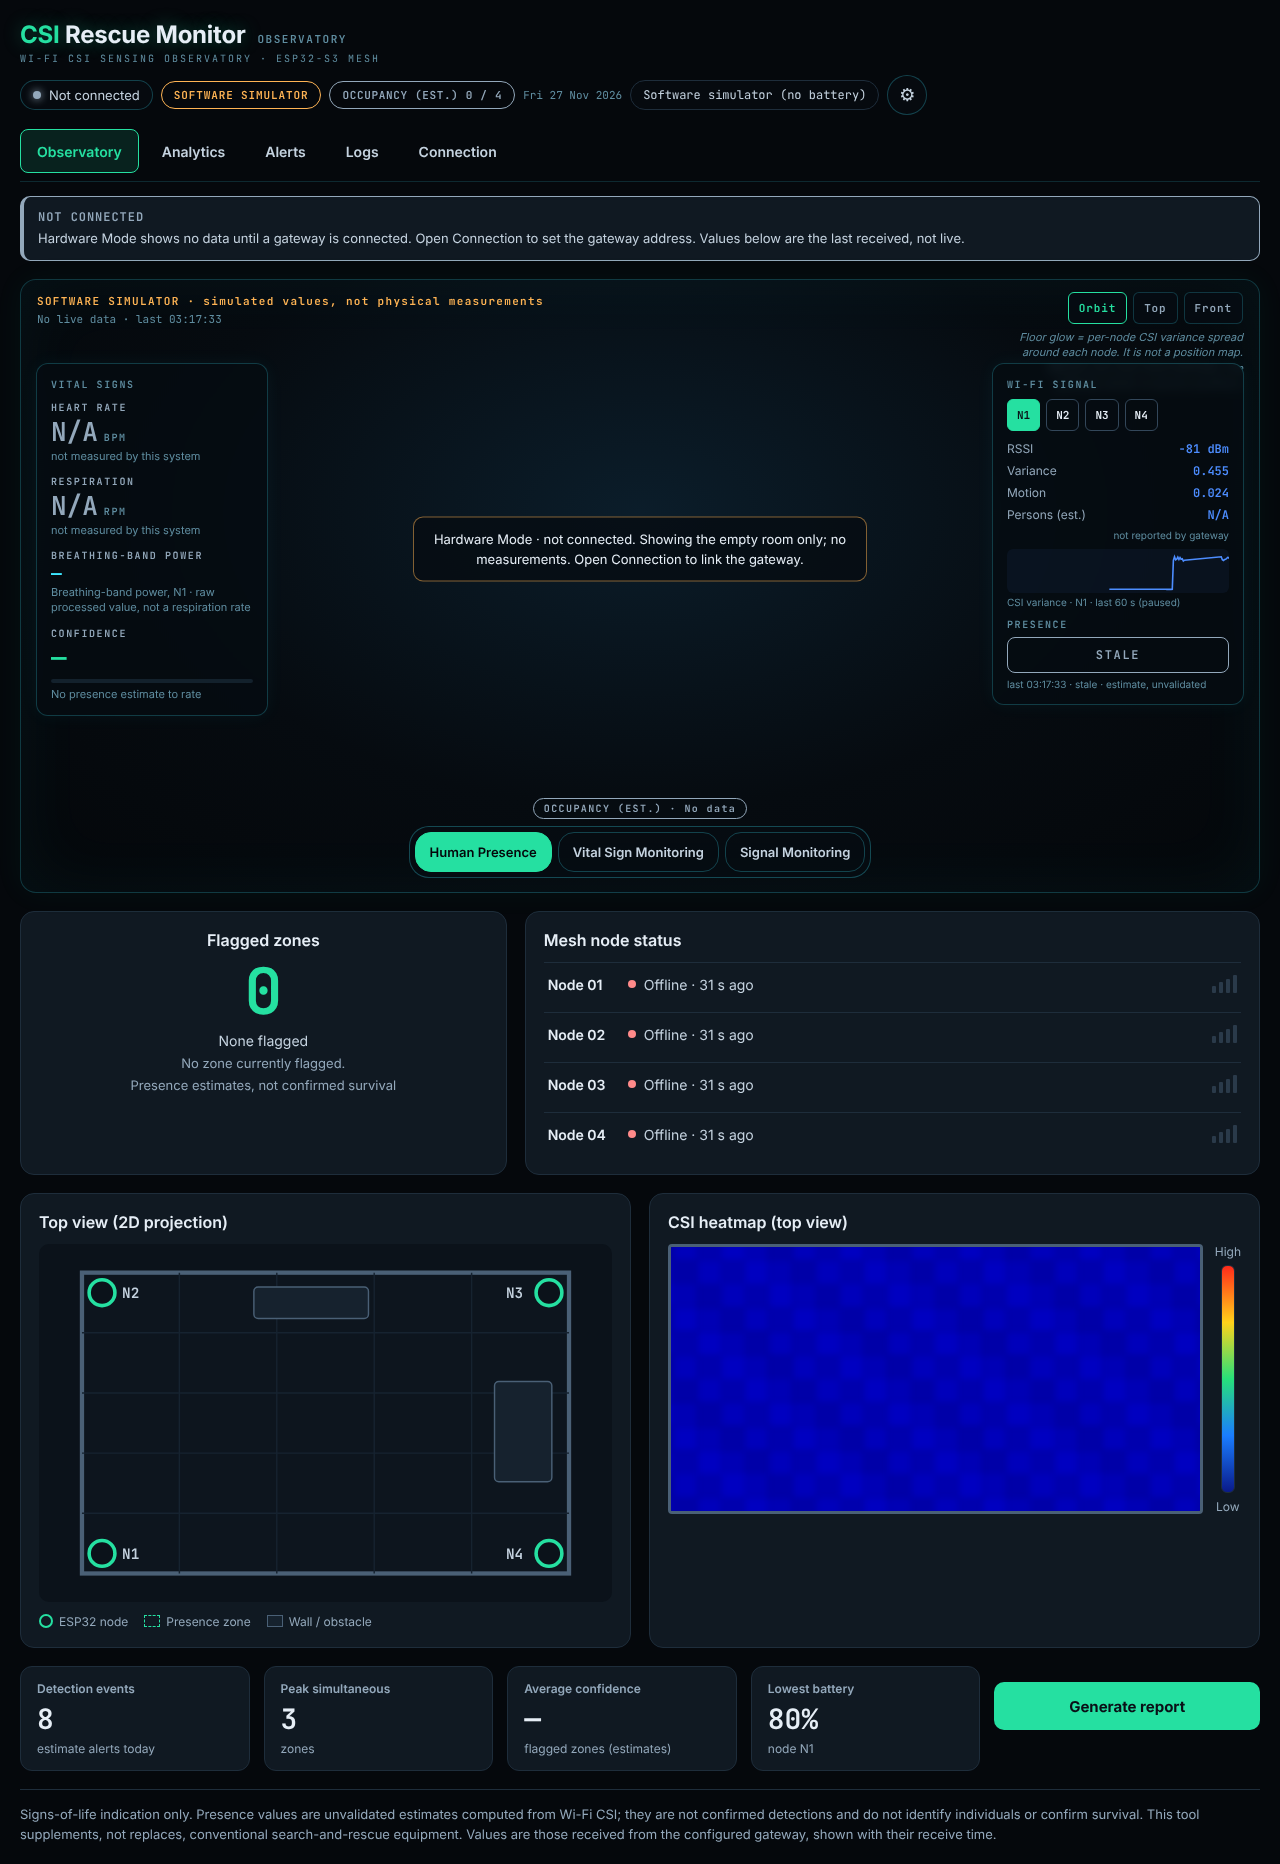 CSI Rescue Monitor OBSERVATORY
WI-FI CSI SENSING OBSERVATORY · ESP32-S3 MESH
Not connected
SOFTWARE SIMULATOR
OCCUPANCY (EST.) 0 / 4
Fri 27 Nov 2026
Software simulator (no battery)
Observatory
Analytics
Alerts
Logs
Connection
NOT CONNECTED
Hardware Mode shows no data until a gateway is connected. Open Connection to set the gateway address. Values below are the last received, not live.
SOFTWARE SIMULATOR · simulated values, not physical measurements
No live data · last 03:17:33
Orbit
Top
Front
Floor glow = per-node CSI variance spread
around each node. It is not a position map.
VITAL SIGNS
HEART RATE
N/A BPM
not measured by this system
RESPIRATION
N/A RPM
not measured by this system
BREATHING-BAND POWER
—
Breathing-band power, N1 · raw
processed value, not a respiration rate
CONFIDENCE
—
No presence estimate to rate
Hardware Mode · not connected. Showing the empty room only; no
measurements. Open Connection to link the gateway.
WI-FI SIGNAL
N1
N2
N3
N4
RSSI -81 dBm
Variance 0.455
Motion 0.024
Persons (est.) N/A
not reported by gateway
CSI variance · N1 · last 60 s (paused)
PRESENCE
STALE
last 03:17:33 · stale · estimate, unvalidated
OCCUPANCY (EST.) · No data
Human Presence
Vital Sign Monitoring
Signal Monitoring
Flagged zones
0
None flagged
No zone currently flagged.
Presence estimates, not confirmed survival
Mesh node status
Node 01 Offline · 31 s ago
Node 02 Offline · 31 s ago
Node 03 Offline · 31 s ago
Node 04 Offline · 31 s ago
Top view (2D projection)
N2
N3
N1
N4
ESP32 node
Presence zone
Wall / obstacle
CSI heatmap (top view)
High
Low
Detection events
8
estimate alerts today
Peak simultaneous
3
zones
Average confidence
—
flagged zones (estimates)
Lowest battery
80%
node N1
Generate report
Signs-of-life indication only. Presence values are unvalidated estimates computed from Wi-Fi CSI; they are not confirmed detections and do not identify individuals or confirm survival. This tool
supplements, not replaces, conventional search-and-rescue equipment. Values are those received from the configured gateway, shown with their receive time.